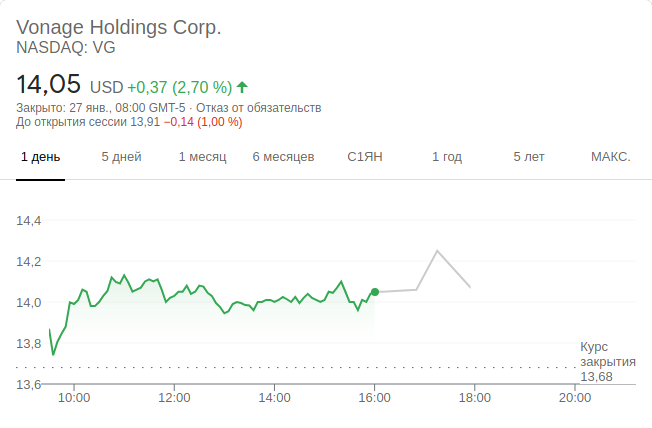 Vonage Holdings Corp.
NASDAQ: VG
14,05 USD +0,37 (2,70 %)
Закрыто: 27 янв., 08:00 GMT-5 · Отказ от обязательств
До открытия сессии 13,91 −0,14 (1,00 %)
1 день 5 дней 1 месяц 6 месяцев С1ЯН 1 год 5 лет МАКС.
14,4
14,2
14,0
13,8
Курс
закрытия
13,68
13,6
10:00 12:00 14:00 16:00 18:00 20:00